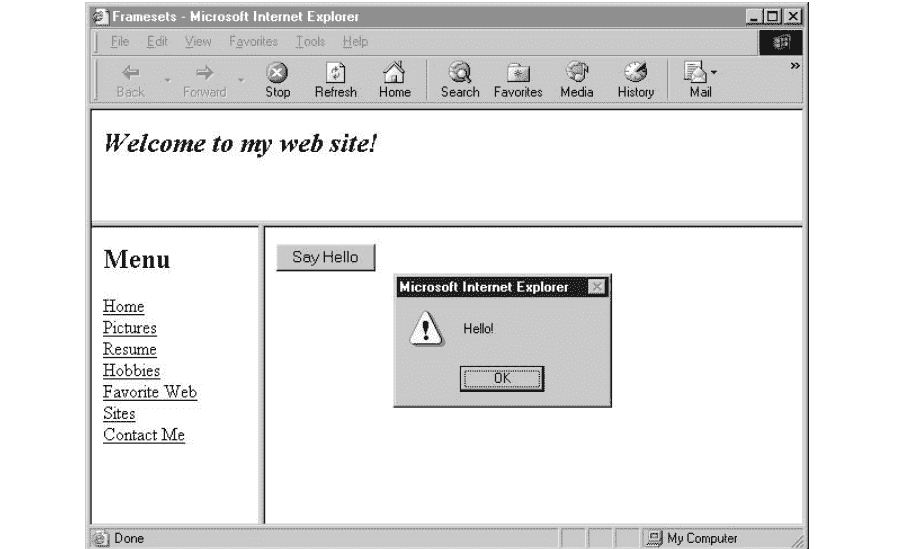 Framesets - Microsoft Internet Explorer
File Edit View Favorites Tools Help
Back Forward Stop Refresh Home Search Favorites Media History Mail »
Welcome to my web site!
Menu
Home
Pictures
Resume
Hobbies
Favorite Web
Sites
Contact Me
Say Hello
Microsoft Internet Explorer
Hello!
OK
Done My Computer